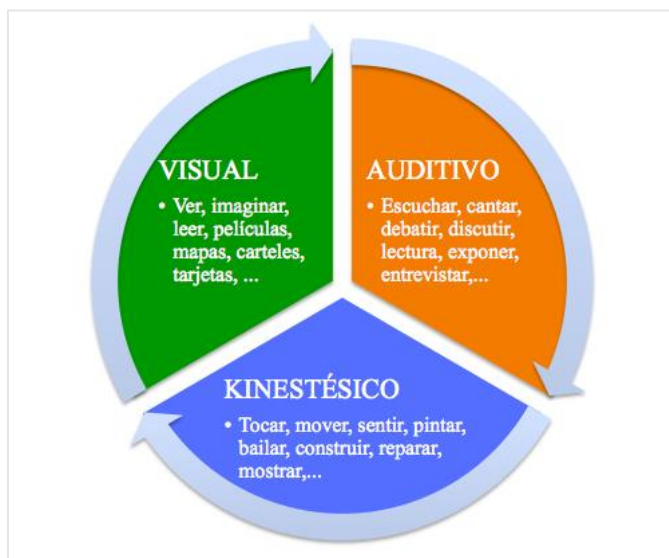 VISUAL
• Ver, imaginar,
leer, películas,
mapas, carteles,
tarjetas, ...
AUDITIVO
• Escuchar, cantar,
debatir, discutir,
lectura, exponer,
entrevistar,...
KINESTÉSICO
• Tocar, mover, sentir, pintar,
bailar, construir, reparar,
mostrar,...